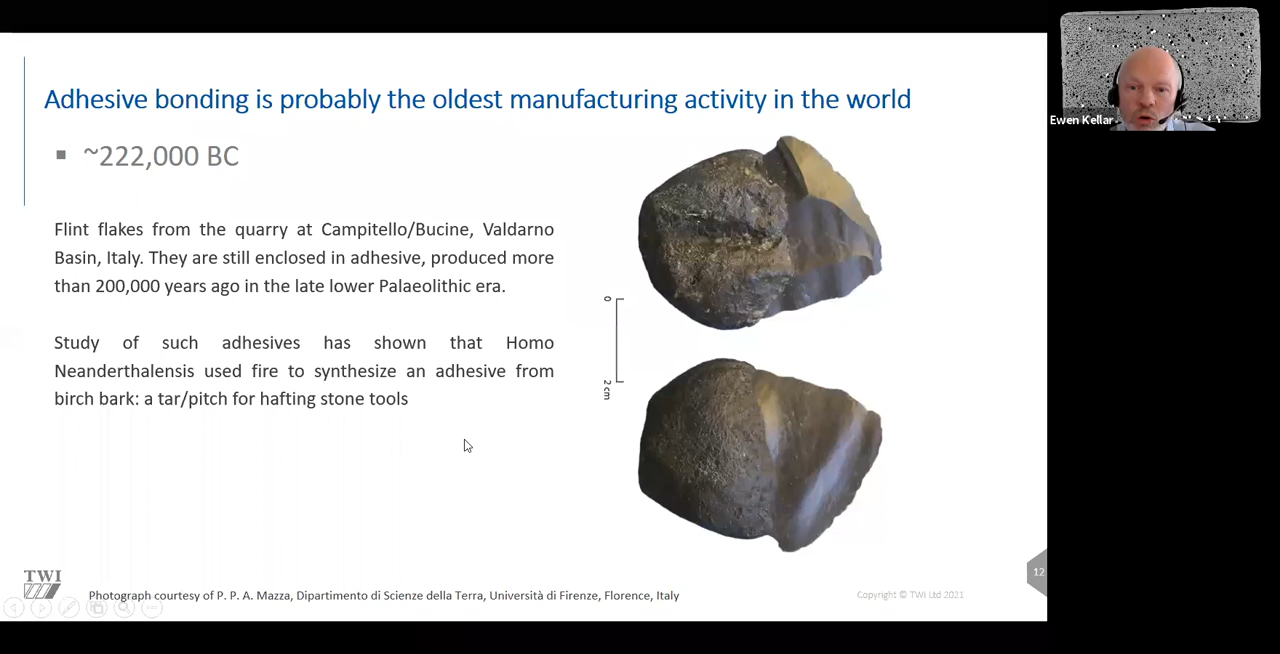 Adhesive bonding is probably the oldest manufacturing activity in the world
▪ ~222,000 BC
Flint flakes from the quarry at Campitello/Bucine, Valdarno
Basin, Italy. They are still enclosed in adhesive, produced more
than 200,000 years ago in the late lower Palaeolithic era.
Study of such adhesives has shown that Homo
Neanderthalensis used fire to synthesize an adhesive from
birch bark: a tar/pitch for hafting stone tools
0
2 cm
TWI
Photograph courtesy of P. P. A. Mazza, Dipartimento di Scienze della Terra, Università di Firenze, Florence, Italy
Copyright © TWI Ltd 2021
12
Ewen Kellar